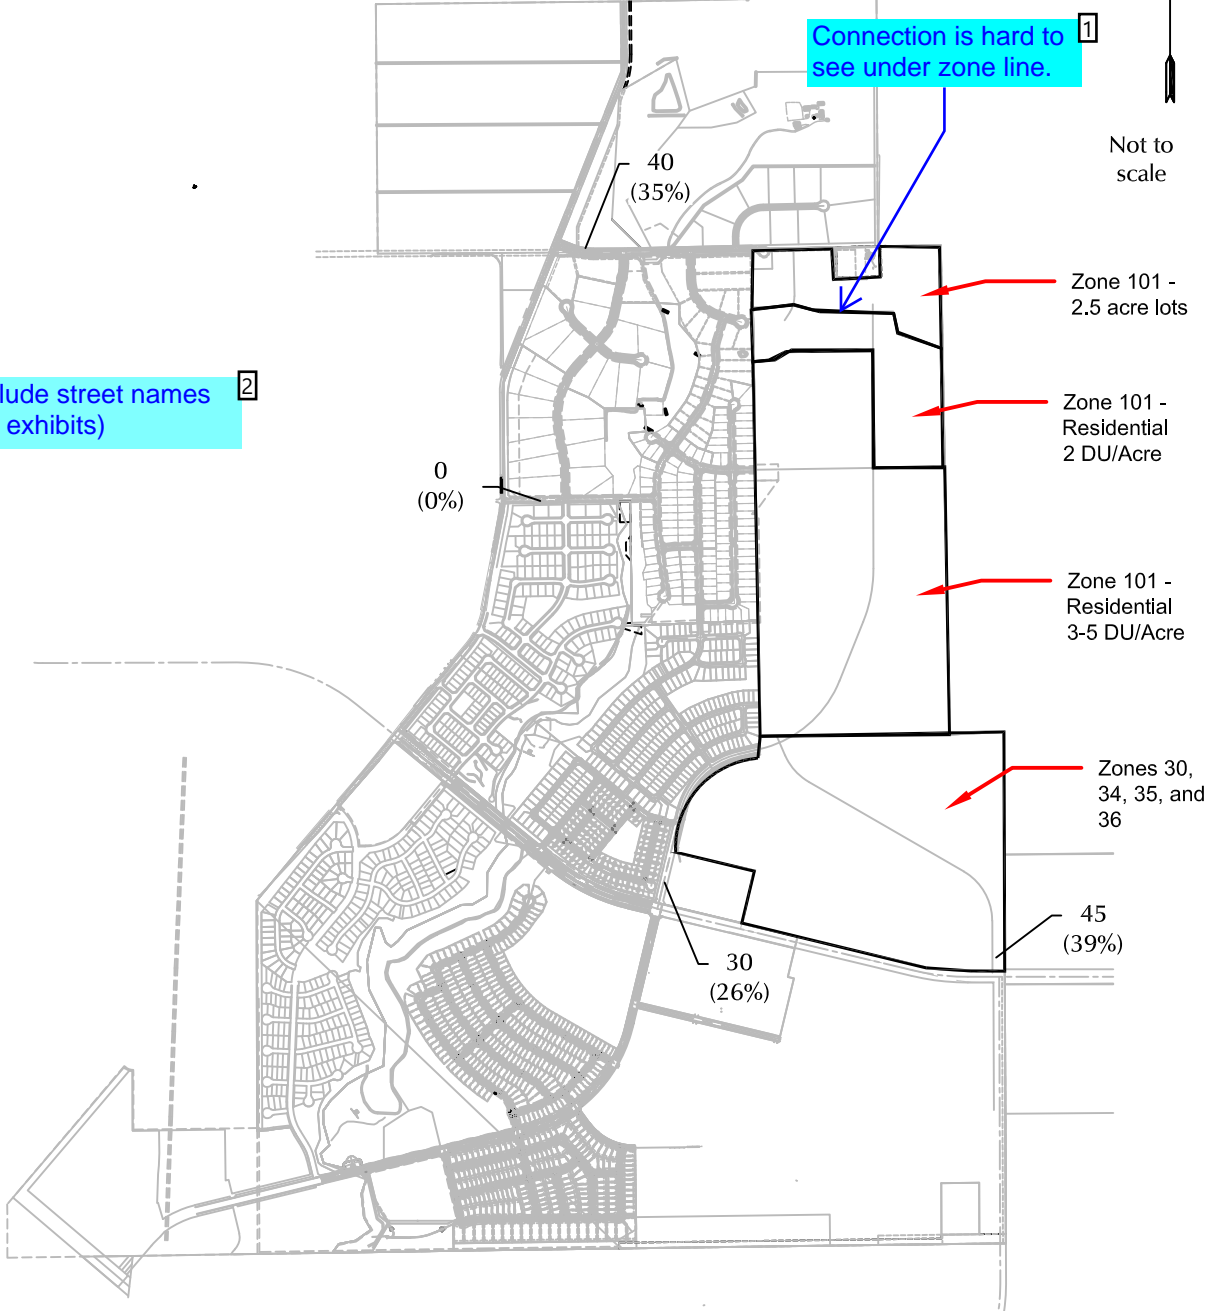 Connection is hard to
see under zone line.
1
Not to
scale
40
(35%)
Zone 101 -
2.5 acre lots
2
lude street names
exhibits)
Zone 101 -
Residential
2 DU/Acre
0
(0%)
Zone 101 -
Residential
3-5 DU/Acre
Zones 30,
34, 35, and
36
45
(39%)
30
(26%)